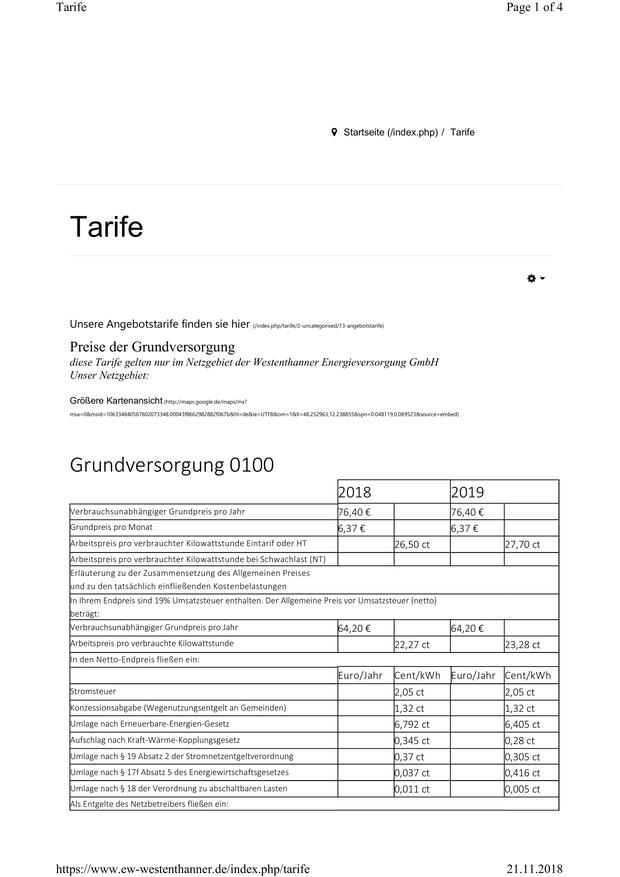 Tarife Page 1 of 4
Startseite (/index.php) / Tarife
Tarife
Unsere Angebotstarife finden sie hier (/index.php/tarife/2-uncategorised/13-angebotstarife)
Preise der Grundversorgung
diese Tarife gelten nur im Netzgebiet der Westenthanner Energieversorgung GmbH
Unser Netzgebiet:
Größere Kartenansicht (http://maps.google.de/maps/ms?
msa=0&msid=106334840567602073348.00043f8662982882f067b&hl=de&ie=UTF8&om=1&ll=48.252963,12.238855&spn=0.048119,0.069523&source=embed)
Grundversorgung 0100
2018 2019
Verbrauchsunabhängiger Grundpreis pro Jahr 76,40 € 76,40 €
Grundpreis pro Monat 6,37 € 6,37 €
Arbeitspreis pro verbrauchter Kilowattstunde Eintarif oder HT 26,50 ct 27,70 ct
Arbeitspreis pro verbrauchter Kilowattstunde bei Schwachlast (NT)
Erläuterung zu der Zusammensetzung des Allgemeinen Preises
und zu den tatsächlich einfließenden Kostenbelastungen
In Ihrem Endpreis sind 19% Umsatzsteuer enthalten. Der Allgemeine Preis vor Umsatzsteuer (netto)
beträgt:
Verbrauchsunabhängiger Grundpreis pro Jahr 64,20 € 64,20 €
Arbeitspreis pro verbrauchte Kilowattstunde 22,27 ct 23,28 ct
In den Netto-Endpreis fließen ein:
Euro/Jahr Cent/kWh Euro/Jahr Cent/kWh
Stromsteuer 2,05 ct 2,05 ct
Konzessionsabgabe (Wegenutzungsentgelt an Gemeinden) 1,32 ct 1,32 ct
Umlage nach Erneuerbare-Energien-Gesetz 6,792 ct 6,405 ct
Aufschlag nach Kraft-Wärme-Kopplungsgesetz 0,345 ct 0,28 ct
Umlage nach § 19 Absatz 2 der Stromnetzentgeltverordnung 0,37 ct 0,305 ct
Umlage nach § 17f Absatz 5 des Energiewirtschaftsgesetzes 0,037 ct 0,416 ct
Umlage nach § 18 der Verordnung zu abschaltbaren Lasten 0,011 ct 0,005 ct
Als Entgelte des Netzbetreibers fließen ein:
https://www.ew-westenthanner.de/index.php/tarife 21.11.2018